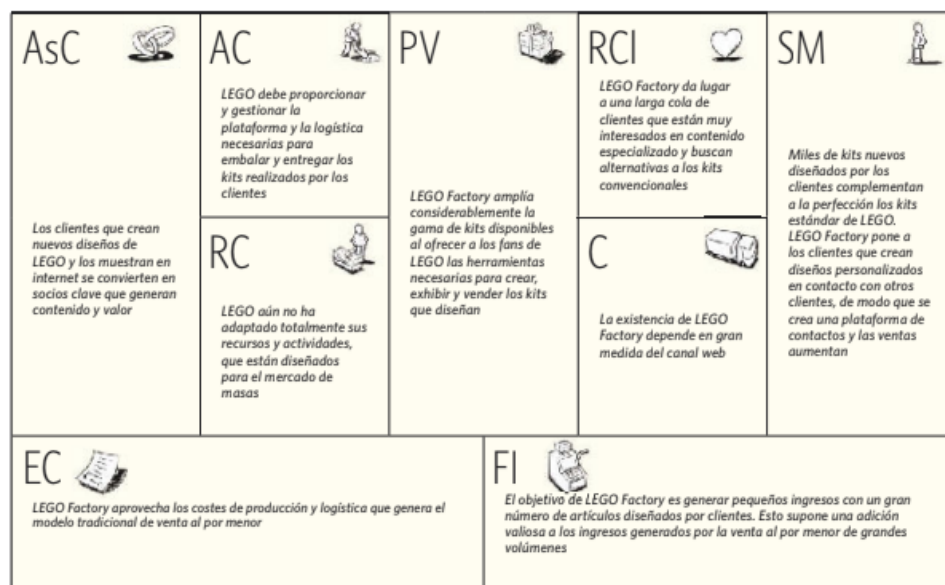 AsC
Los clientes que crean
nuevos diseños de
LEGO y los muestran en
internet se convierten en
socios clave que generan
contenido y valor
AC
LEGO debe proporcionar
y gestionar la
plataforma y la logística
necesarias para
embalar y entregar los
kits realizados por los
clientes
RC
LEGO aún no ha
adaptado totalmente sus
recursos y actividades,
que están diseñados
para el mercado de
masas
PV
LEGO Factory amplía
considerablemente la
gama de kits disponibles
al ofrecer a los fans de
LEGO las herramientas
necesarias para crear,
exhibir y vender los kits
que diseñan
RCl
LEGO Factory da lugar
a una larga cola de
clientes que están muy
interesados en contenido
especializado y buscan
alternativas a los kits
convencionales
C
La existencia de LEGO
Factory depende en gran
medida del canal web
SM
Miles de kits nuevos
diseñados por los
clientes complementan
a la perfección los kits
estándar de LEGO.
LEGO Factory pone a
los clientes que crean
diseños personalizados
en contacto con otros
clientes, de modo que se
crea una plataforma de
contactos y las ventas
aumentan
EC
LEGO Factory aprovecha los costes de producción y logística que genera el
modelo tradicional de venta al por menor
FI
El objetivo de LEGO Factory es generar pequeños ingresos con un gran
número de artículos diseñados por clientes. Esto supone una adición
valiosa a los ingresos generados por la venta al por menor de grandes
volúmenes